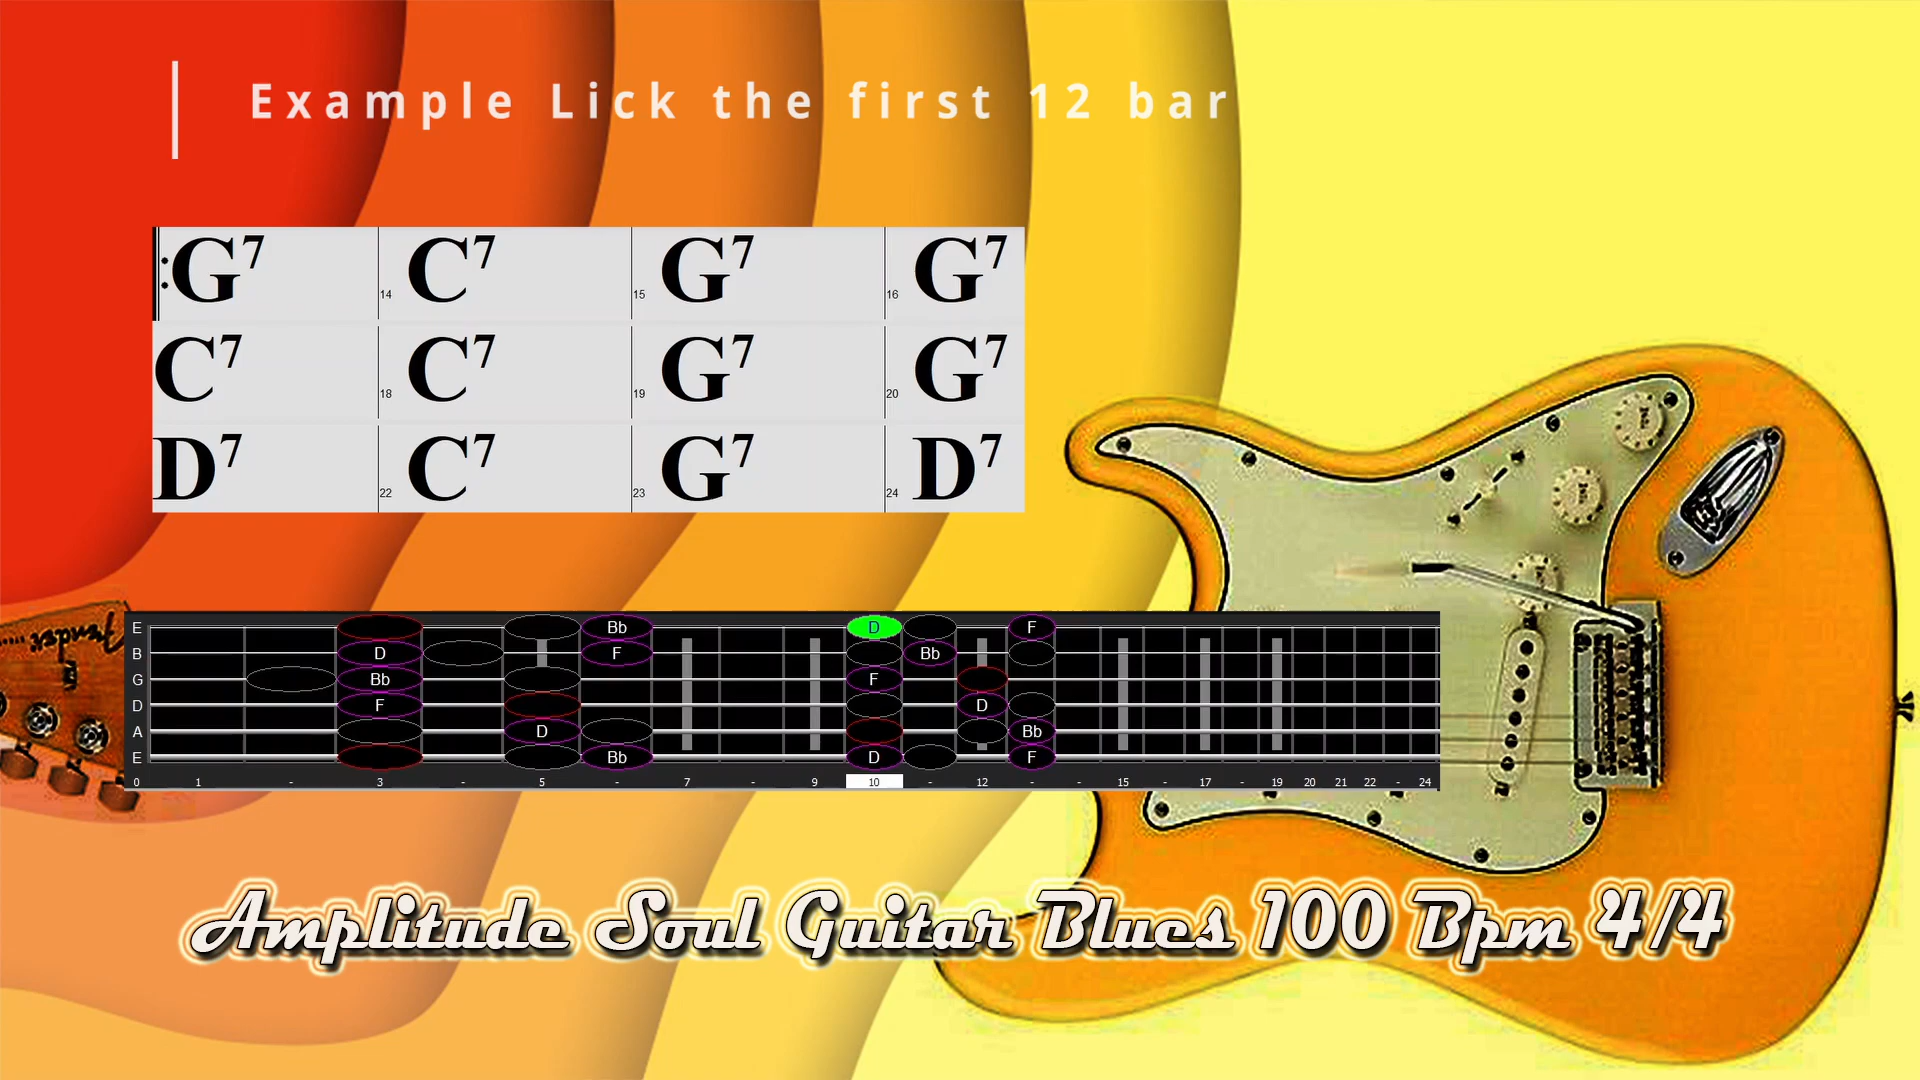 Example Lick the first 12 bar
G7 14 C7 15 G7 16 G7
C7 18 C7 19 G7 20 G7
D7 22 C7 23 G7 24 D7
Fender
E Bb D F
B D F Bb
G Bb F
D F D
A D Bb
E Bb D F
0 1 - 3 - 5 - 7 - 9 10 - 12 - - 15 - 17 - 19 20 21 22 - 24
Amplitude Soul Guitar Blues 100 Bpm 4/4